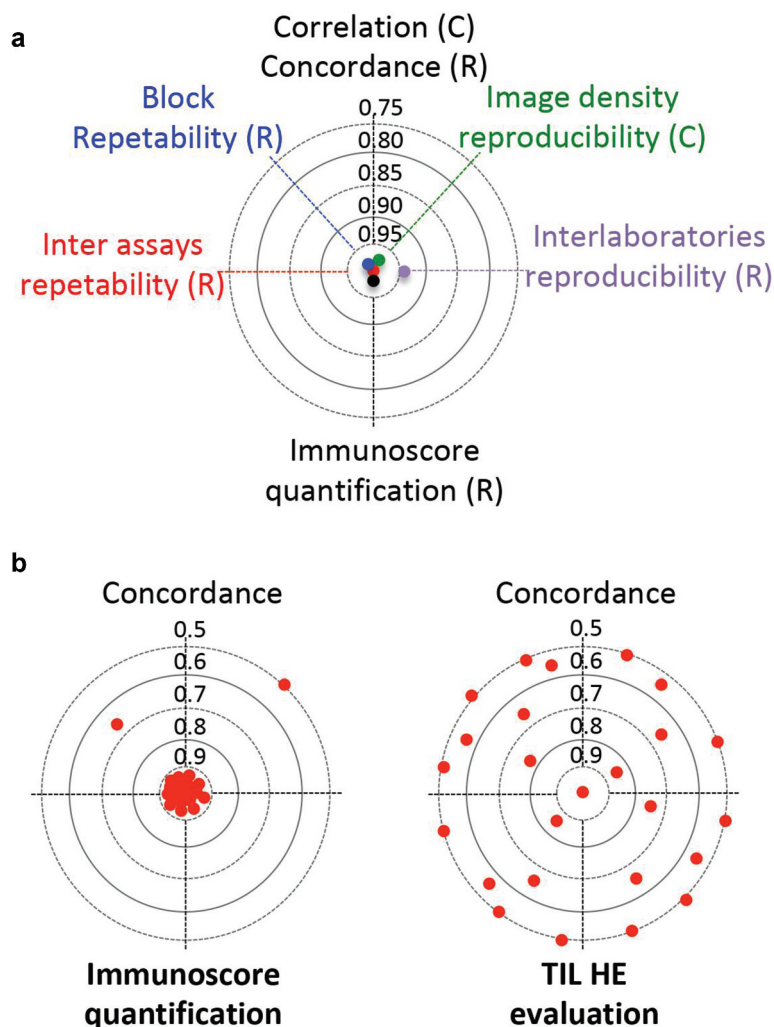 a
Correlation (C)
Concordance (R)
Block
Repetability (R)
Image density
reproducibility (C)
0.75
0.80
0.85
0.90
0.95
Inter assays
repetability (R)
Interlaboratories
reproducibility (R)
Immunoscore
quantification (R)
b
Concordance
0.5
0.6
0.7
0.8
0.9
Immunoscore
quantification
Concordance
0.5
0.6
0.7
0.8
0.9
TIL HE
evaluation